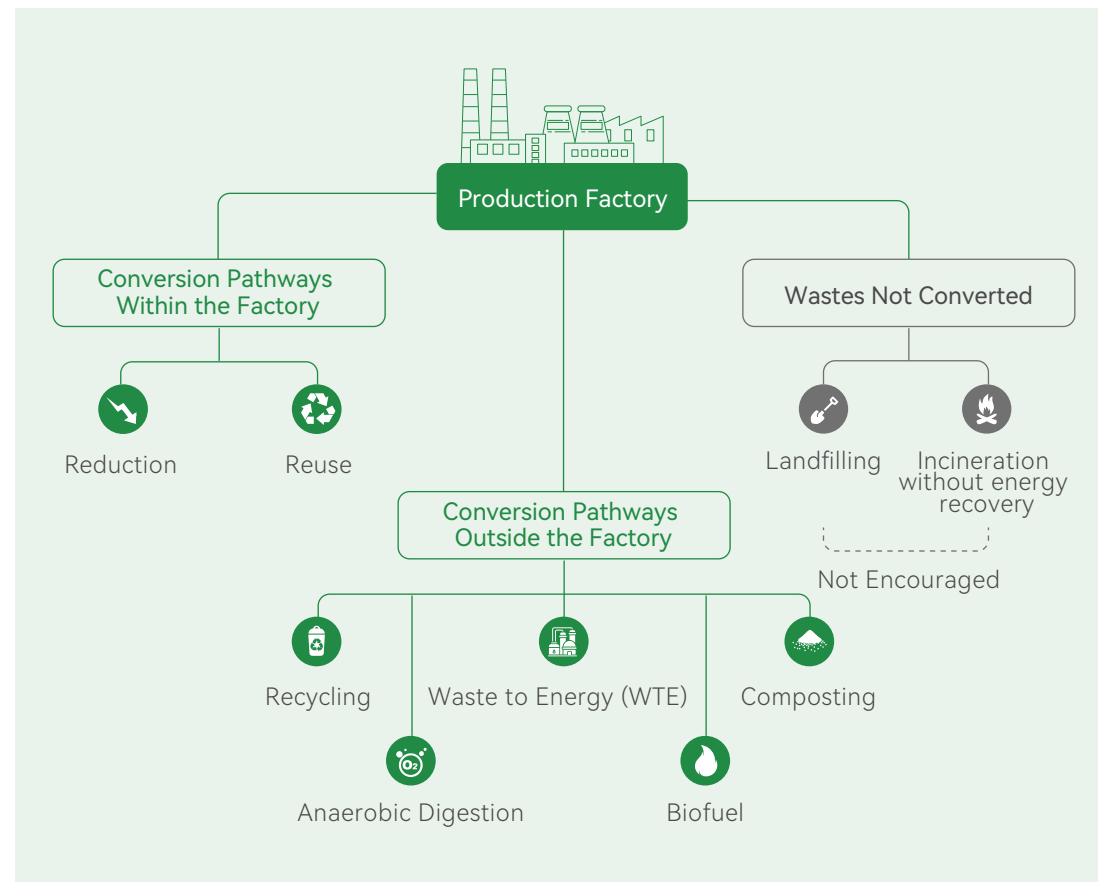 Production Factory
Conversion Pathways
Within the Factory
Wastes Not Converted
Reduction
Reuse
Landfilling
Incineration
without energy
recovery
Not Encouraged
Conversion Pathways
Outside the Factory
Recycling
Waste to Energy (WTE)
Composting
O₂
Anaerobic Digestion
Biofuel